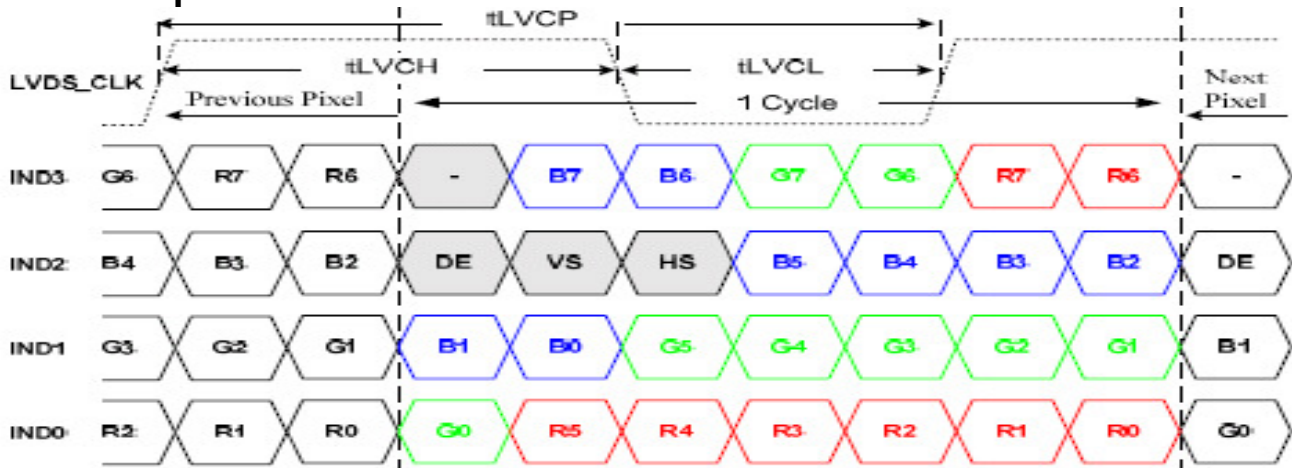 tLVCP
LVDS_CLK tLVCH tLVCL
Previous Pixel 1 Cycle Next Pixel
IND3 G6 R7 R6 - B7 B6 G7 G6 R7 R6 -
IND2 B4 B3 B2 DE VS HS B5 B4 B3 B2 DE
IND1 G3 G2 G1 B1 B0 G5 G4 G3 G2 G1 B1
IND0 R2 R1 R0 G0 R5 R4 R3 R2 R1 R0 G0